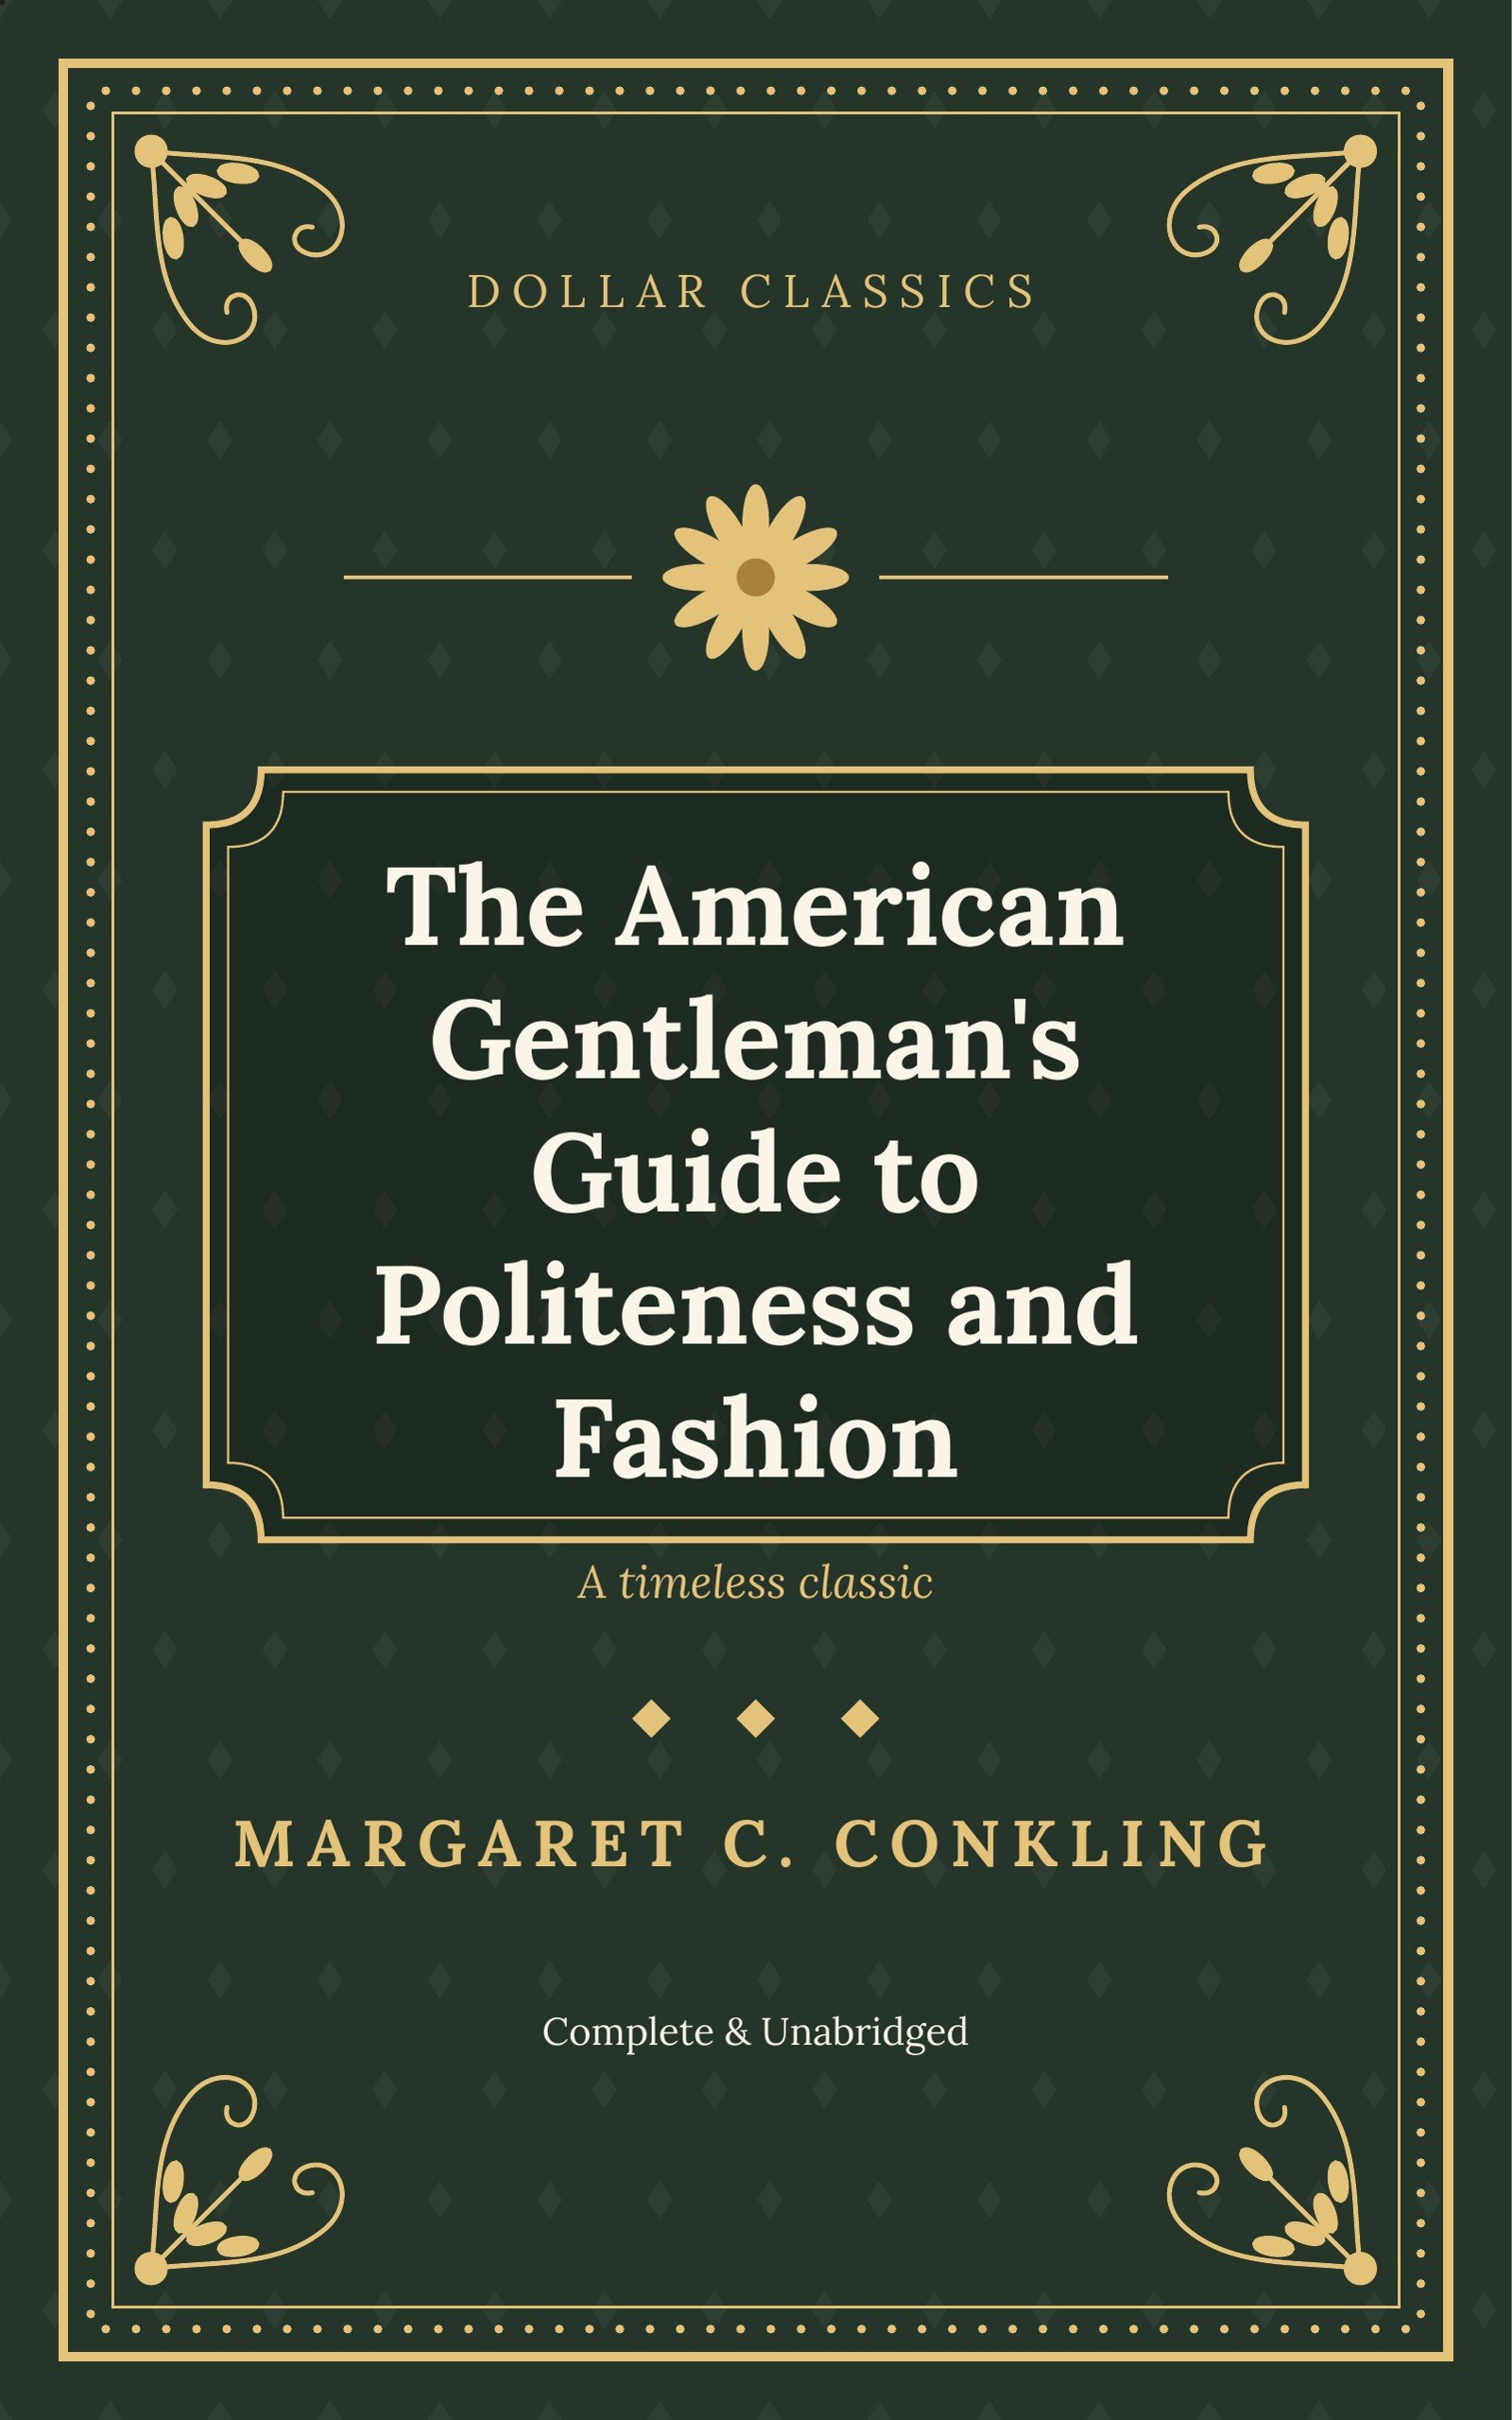 DOLLAR CLASSICS
The American
Gentleman's
Guide to
Politeness and
Fashion
A timeless classic
MARGARET C. CONKLING
Complete & Unabridged